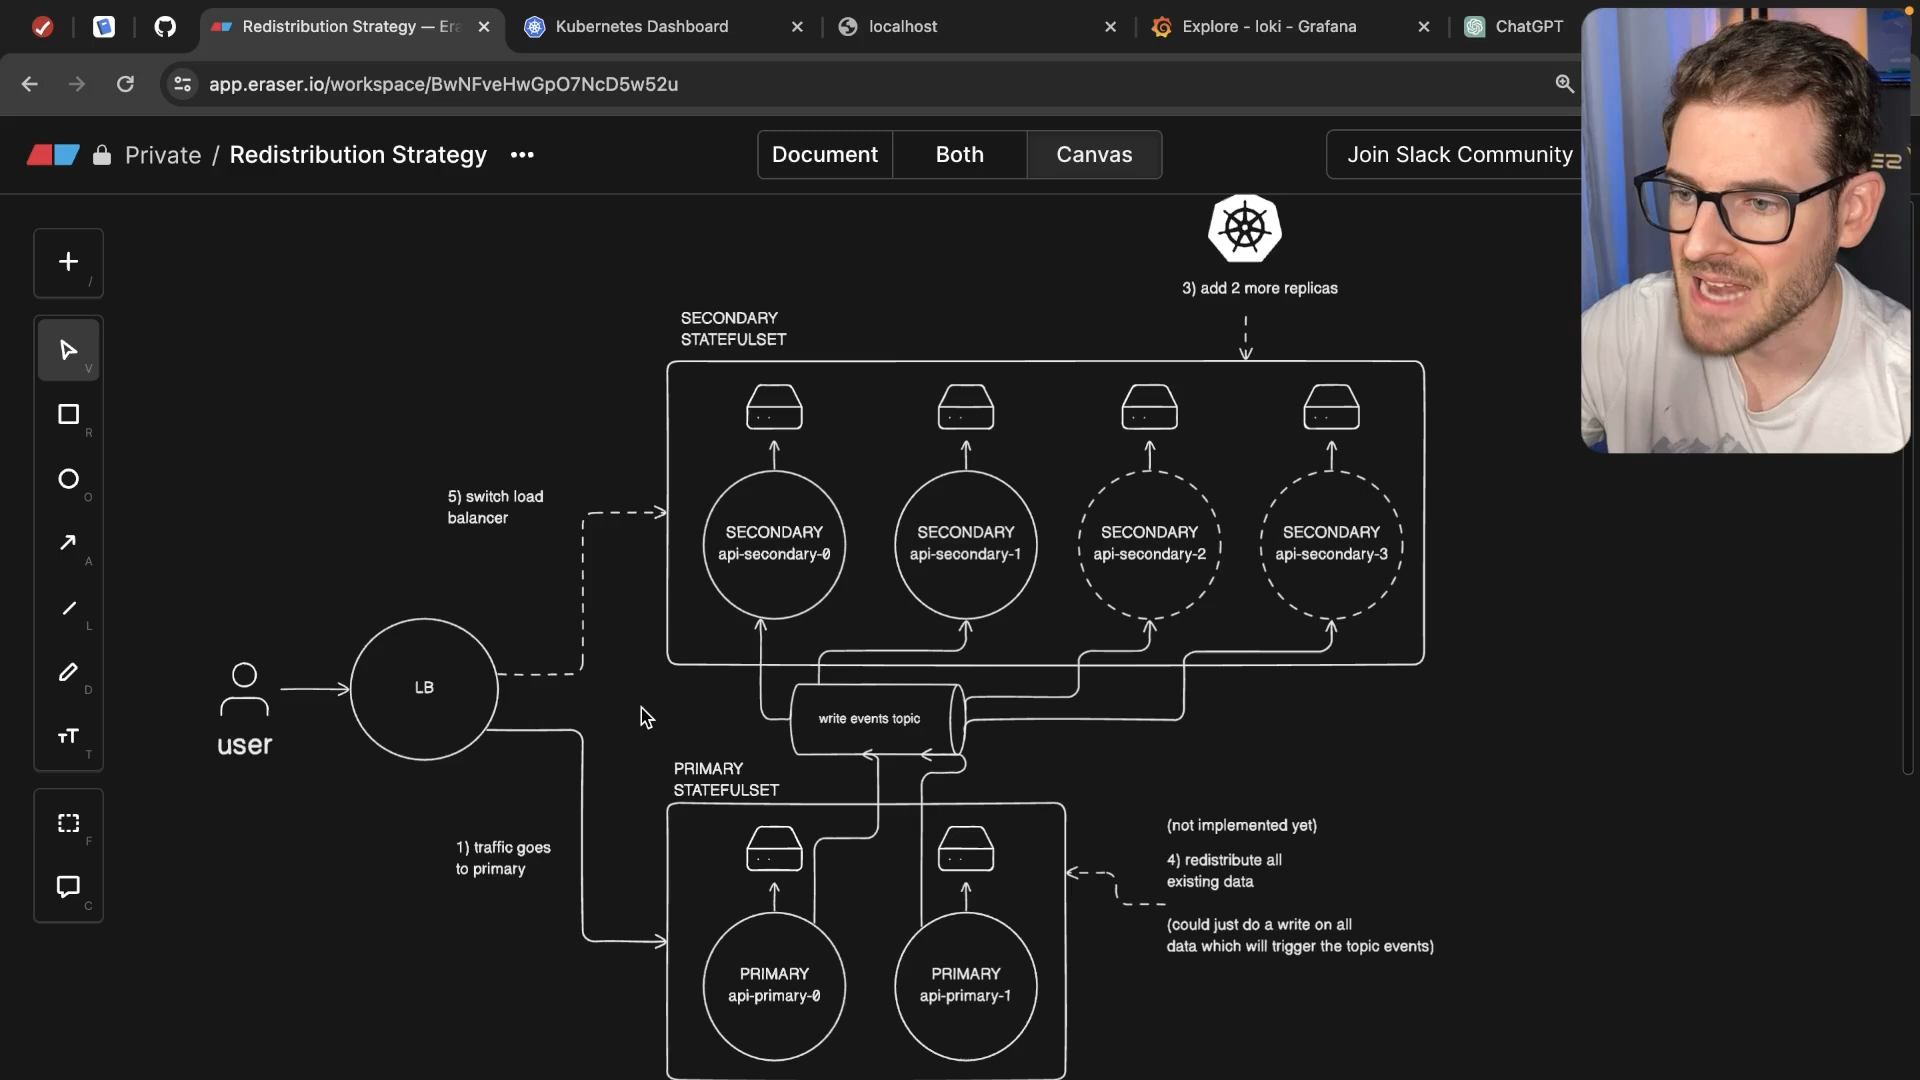 Redistribution Strategy — Era
Kubernetes Dashboard
localhost
Explore - loki - Grafana
ChatGPT
app.eraser.io/workspace/BwNFveHwGpO7NcD5w52u
Private / Redistribution Strategy
Document
Both
Canvas
Join Slack Community
/
V
R
O
A
L
D
T
F
C
3) add 2 more replicas
SECONDARY
STATEFULSET
5) switch load
balancer
SECONDARY
api-secondary-0
SECONDARY
api-secondary-1
SECONDARY
api-secondary-2
SECONDARY
api-secondary-3
LB
user
write events topic
PRIMARY
STATEFULSET
1) traffic goes
to primary
(not implemented yet)
4) redistribute all
existing data
(could just do a write on all
data which will trigger the topic events)
PRIMARY
api-primary-0
PRIMARY
api-primary-1